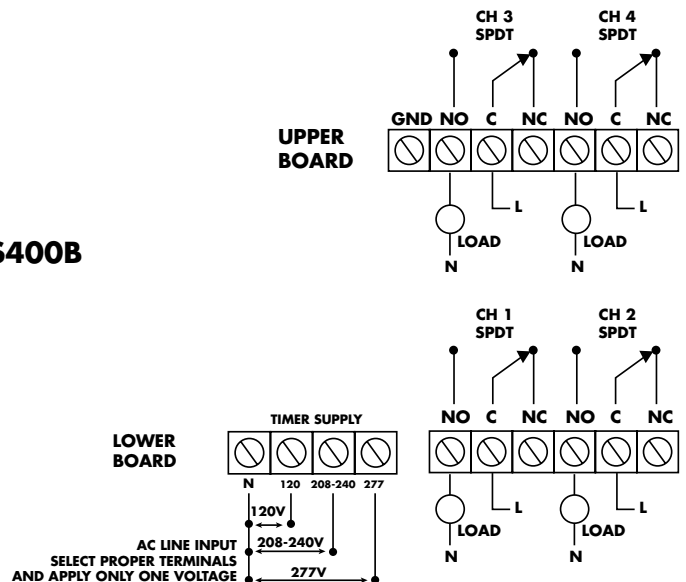 CH 3 CH 4
SPDT SPDT
GND NO C NC NO C NC
UPPER
BOARD
L L
LOAD LOAD
N N
S400B
CH 1 CH 2
SPDT SPDT
TIMER SUPPLY
NO C NC NO C NC
LOWER
BOARD
N 120 208-240 277
L L
LOAD LOAD
N N
120V
AC LINE INPUT 208-240V
SELECT PROPER TERMINALS
AND APPLY ONLY ONE VOLTAGE 277V